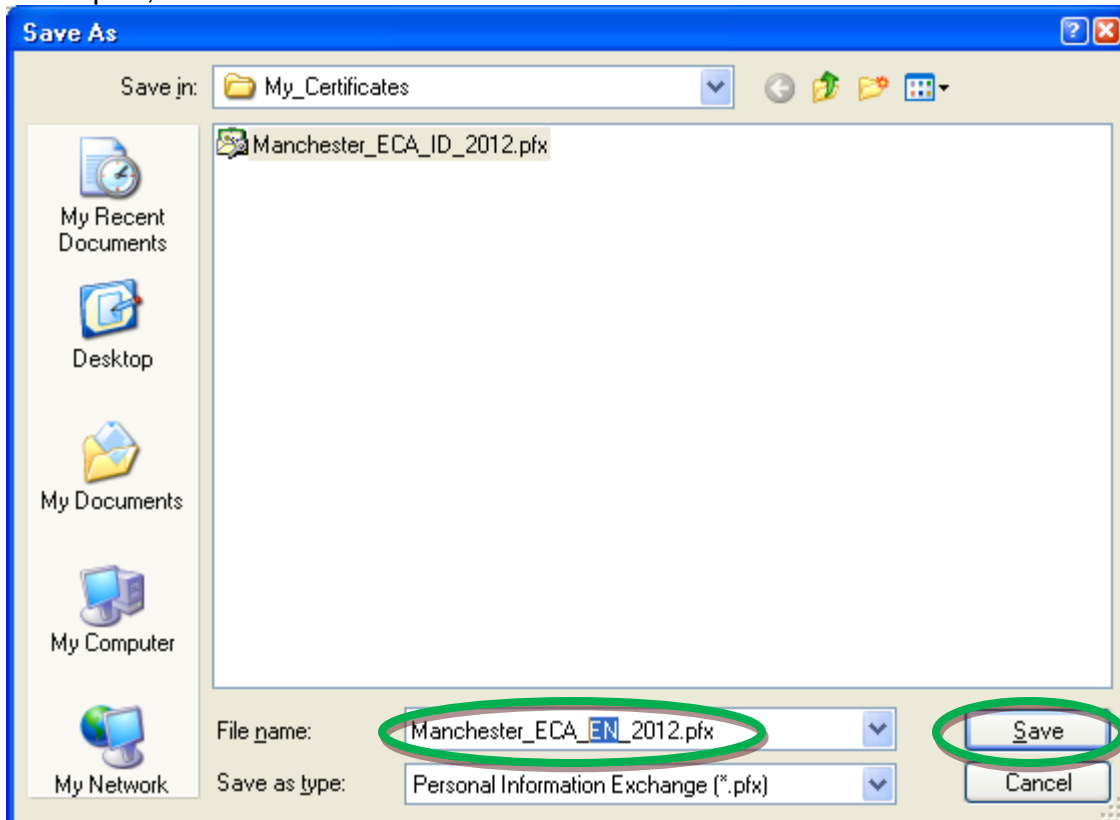 Save As
Save in: My_Certificates
Manchester_ECA_ID_2012.pfx
My Recent
Documents
Desktop
My Documents
My Computer
My Network
File name: Manchester_ECA_EN_2012.pfx Save
Save as type: Personal Information Exchange (*.pfx) Cancel